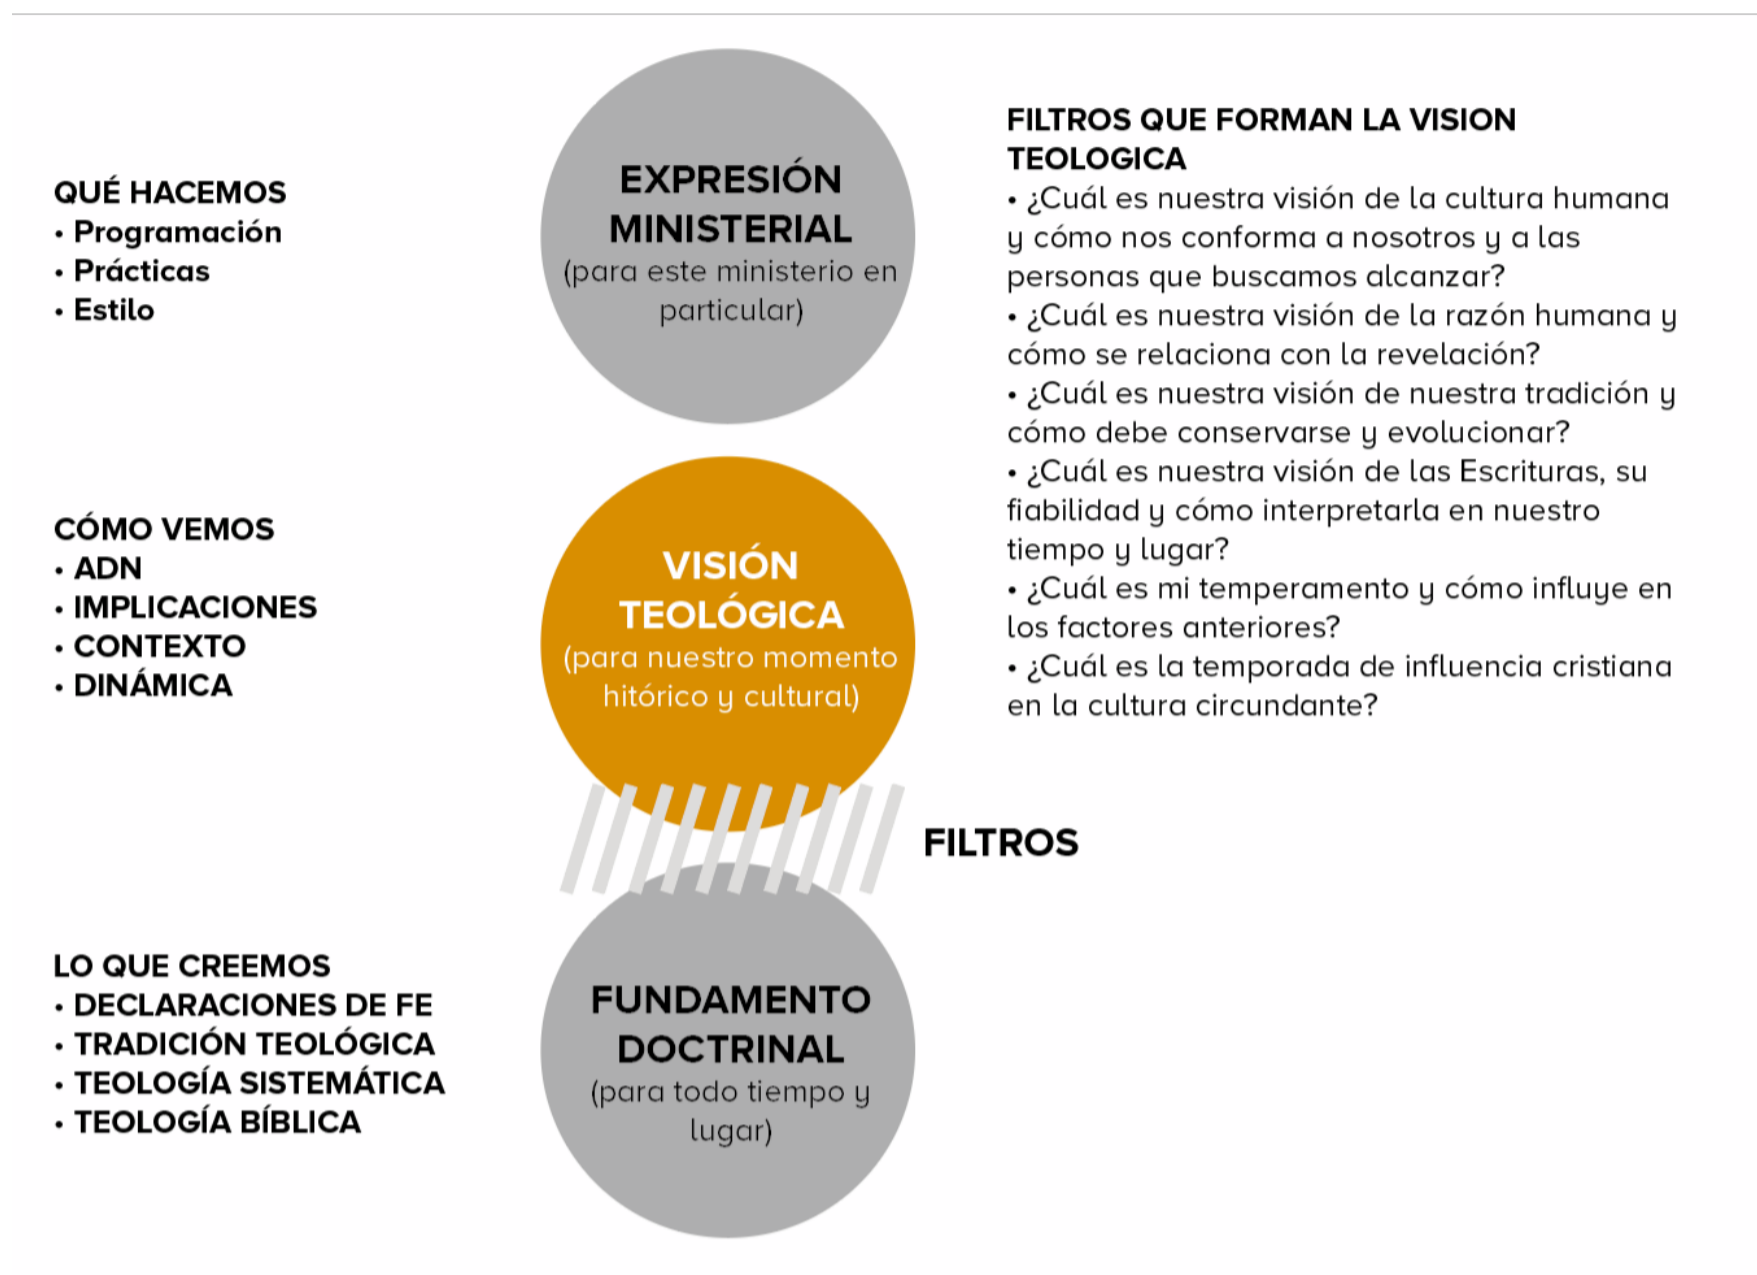 QUÉ HACEMOS
• Programación
• Prácticas
• Estilo
EXPRESIÓN
MINISTERIAL
(para este ministerio en
particular)
FILTROS QUE FORMAN LA VISION
TEOLOGICA
• ¿Cuál es nuestra visión de la cultura humana
y cómo nos conforma a nosotros y a las
personas que buscamos alcanzar?
• ¿Cuál es nuestra visión de la razón humana y
cómo se relaciona con la revelación?
• ¿Cuál es nuestra visión de nuestra tradición y
cómo debe conservarse y evolucionar?
• ¿Cuál es nuestra visión de las Escrituras, su
fiabilidad y cómo interpretarla en nuestro
tiempo y lugar?
• ¿Cuál es mi temperamento y cómo influye en
los factores anteriores?
• ¿Cuál es la temporada de influencia cristiana
en la cultura circundante?
CÓMO VEMOS
• ADN
• IMPLICACIONES
• CONTEXTO
• DINÁMICA
VISIÓN
TEOLÓGICA
(para nuestro momento
hitórico y cultural)
FILTROS
LO QUE CREEMOS
• DECLARACIONES DE FE
• TRADICIÓN TEOLÓGICA
• TEOLOGÍA SISTEMÁTICA
• TEOLOGÍA BÍBLICA
FUNDAMENTO
DOCTRINAL
(para todo tiempo y
lugar)